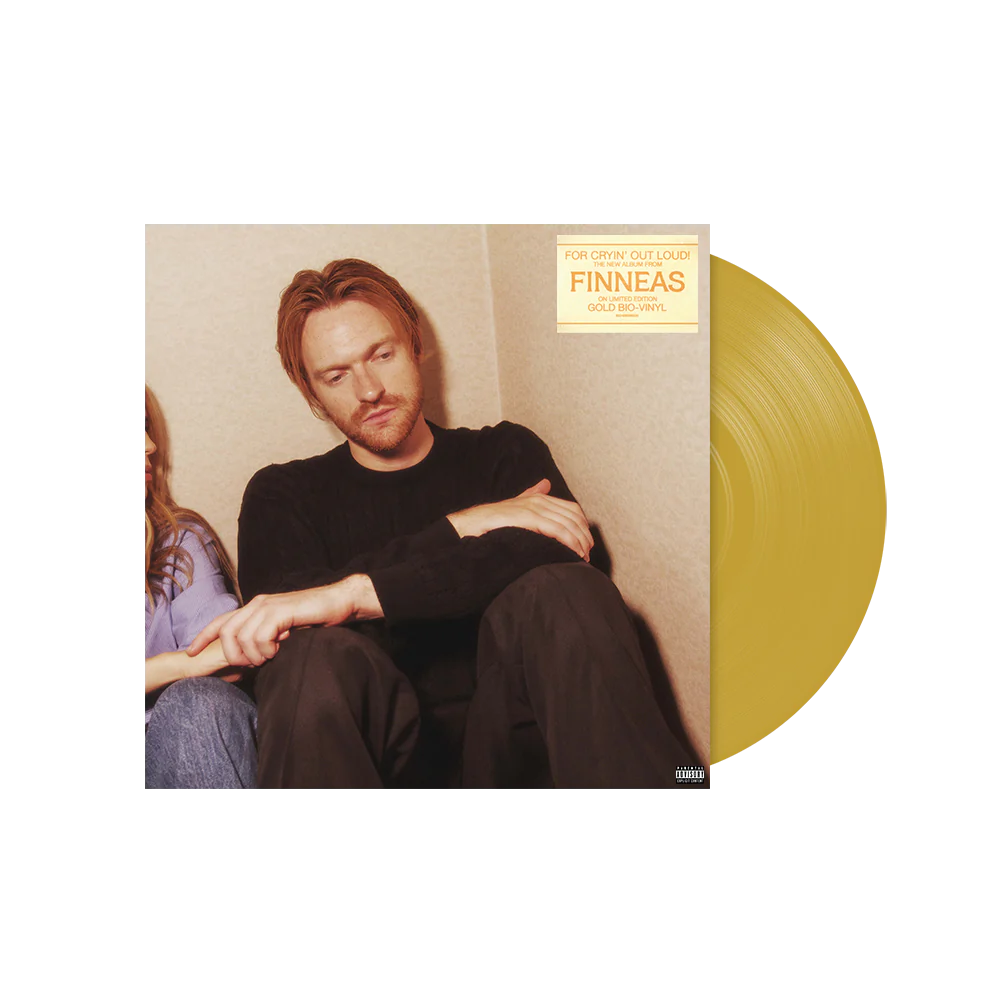 FOR CRYIN' OUT LOUD!
THE NEW ALBUM FROM
FINNEAS
ON LIMITED EDITION
GOLD BIO-VINYL
PARENTAL
ADVISORY
EXPLICIT CONTENT